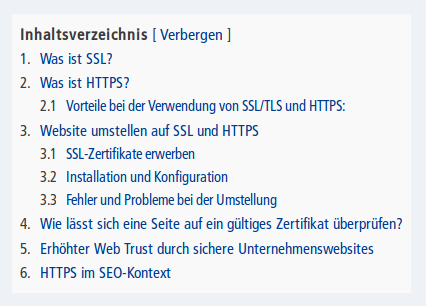 Inhaltsverzeichnis [ Verbergen ]
1. Was ist SSL?
2. Was ist HTTPS?
2.1 Vorteile bei der Verwendung von SSL/TLS und HTTPS:
3. Website umstellen auf SSL und HTTPS
3.1 SSL-Zertifikate erwerben
3.2 Installation und Konfiguration
3.3 Fehler und Probleme bei der Umstellung
4. Wie lässt sich eine Seite auf ein gültiges Zertifikat überprüfen?
5. Erhöhter Web Trust durch sichere Unternehmenswebsites
6. HTTPS im SEO-Kontext